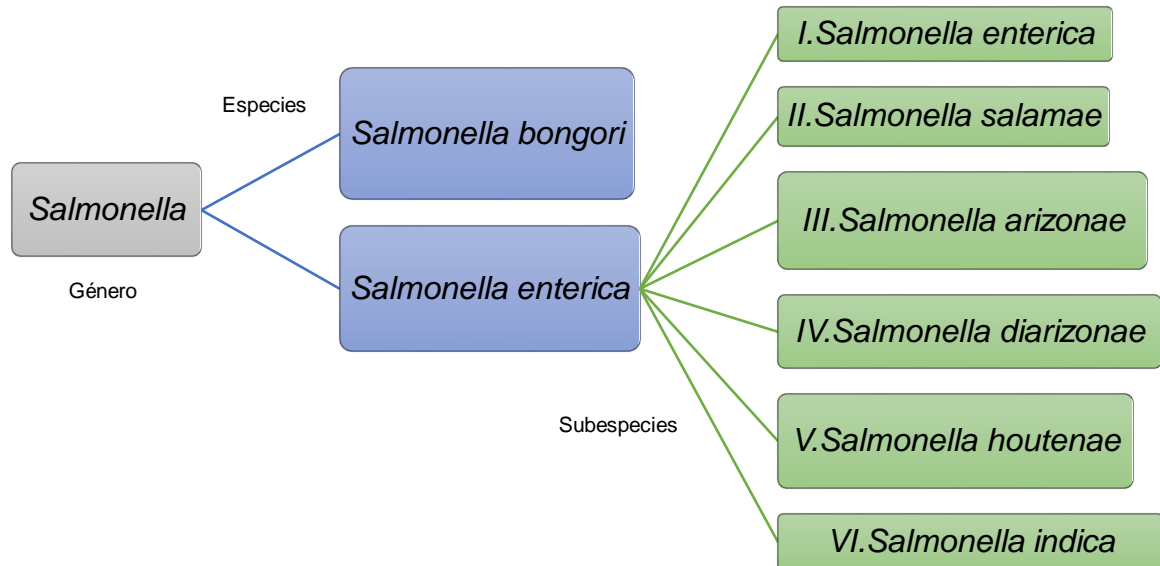 Salmonella
Género
Especies
Salmonella bongori
Salmonella enterica
Subespecies
I.Salmonella enterica
II.Salmonella salamae
III.Salmonella arizonae
IV.Salmonella diarizonae
V.Salmonella houtenae
VI.Salmonella indica